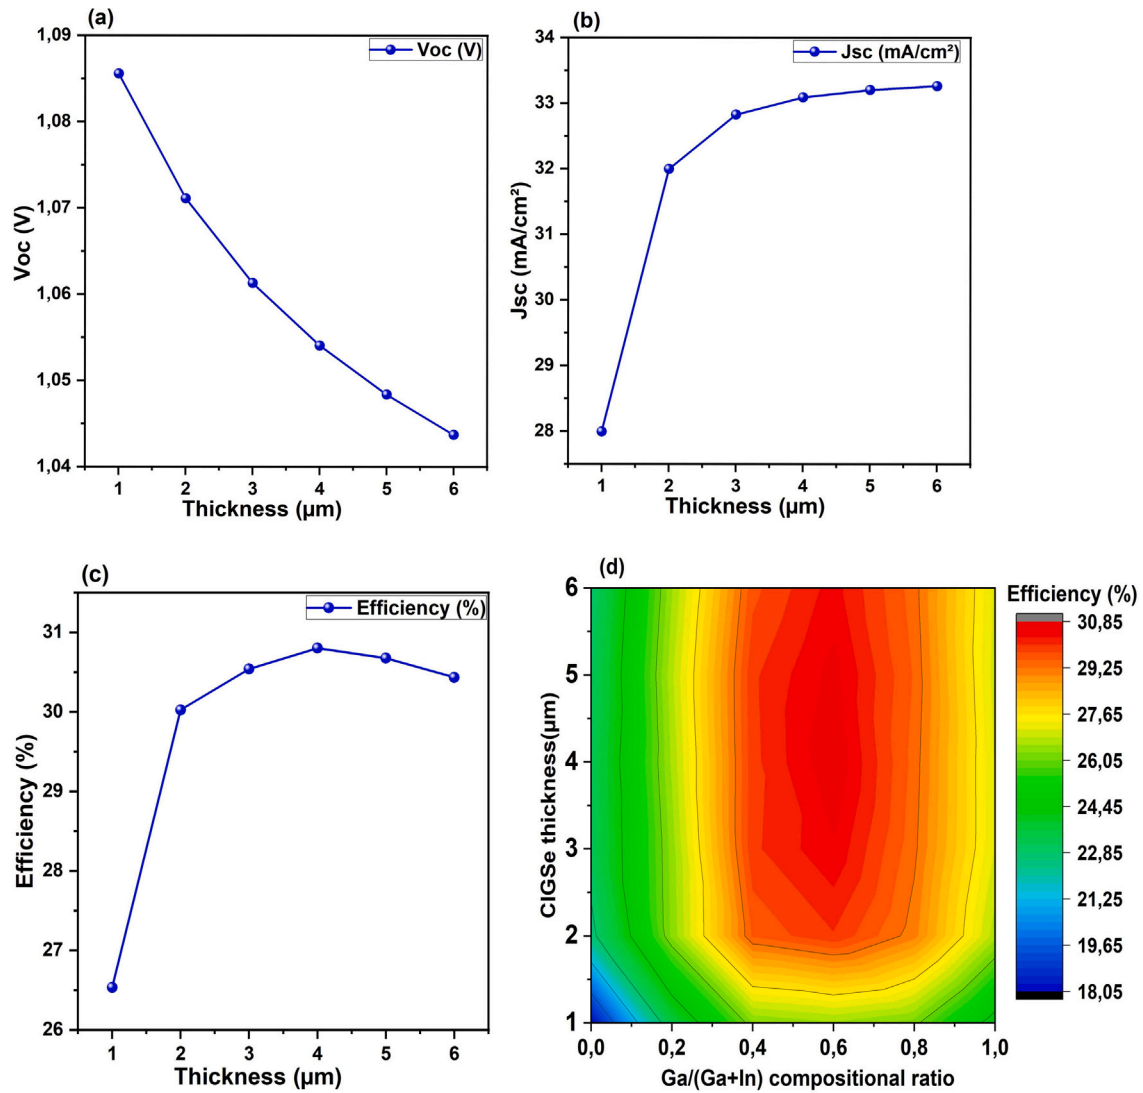 (a)
Voc (V)
1,09
1,08
1,07
1,06
1,05
1,04
Voc (V)
1 2 3 4 5 6
Thickness (µm)
(b)
Jsc (mA/cm²)
34
33
32
31
30
29
28
Jsc (mA/cm²)
1 2 3 4 5 6
Thickness (µm)
(c)
Efficiency (%)
31
30
29
28
27
26
Efficiency (%)
1 2 3 4 5 6
Thickness (µm)
(d)
6
5
4
3
2
1
CIGSe thickness(µm)
0,0 0,2 0,4 0,6 0,8 1,0
Ga/(Ga+In) compositional ratio
Efficiency (%)
30,85
29,25
27,65
26,05
24,45
22,85
21,25
19,65
18,05